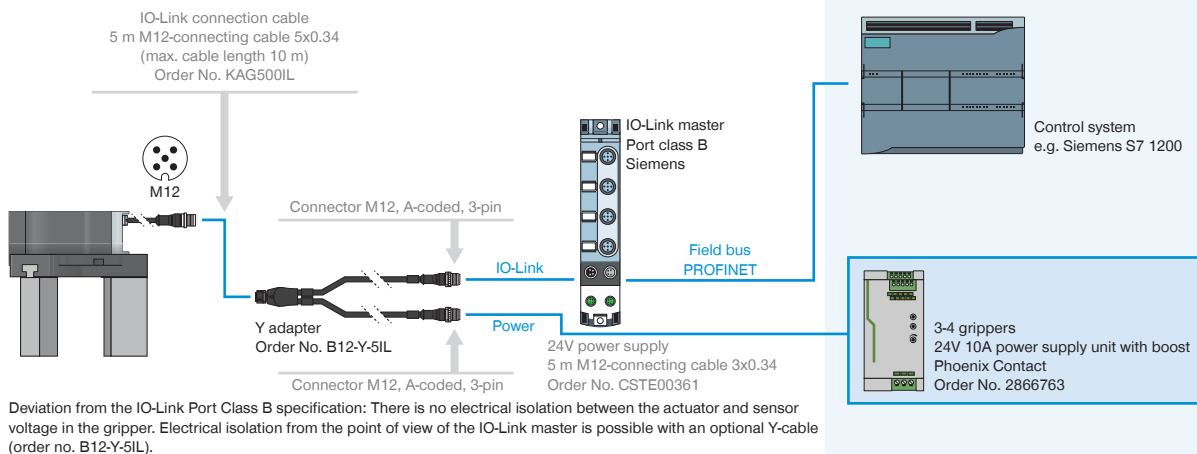 IO-Link connection cable
5 m M12-connecting cable 5x0.34
(max. cable length 10 m)
Order No. KAG500IL
M12
Connector M12, A-coded, 3-pin
IO-Link master
Port class B
Siemens
Control system
e.g. Siemens S7 1200
IO-Link
Field bus
PROFINET
Y adapter
Order No. B12-Y-5IL
Power
Connector M12, A-coded, 3-pin
24V power supply
5 m M12-connecting cable 3x0.34
Order No. CSTE00361
3-4 grippers
24V 10A power supply unit with boost
Phoenix Contact
Order No. 2866763
Deviation from the IO-Link Port Class B specification: There is no electrical isolation between the actuator and sensor
voltage in the gripper. Electrical isolation from the point of view of the IO-Link master is possible with an optional Y-cable
(order no. B12-Y-5IL).